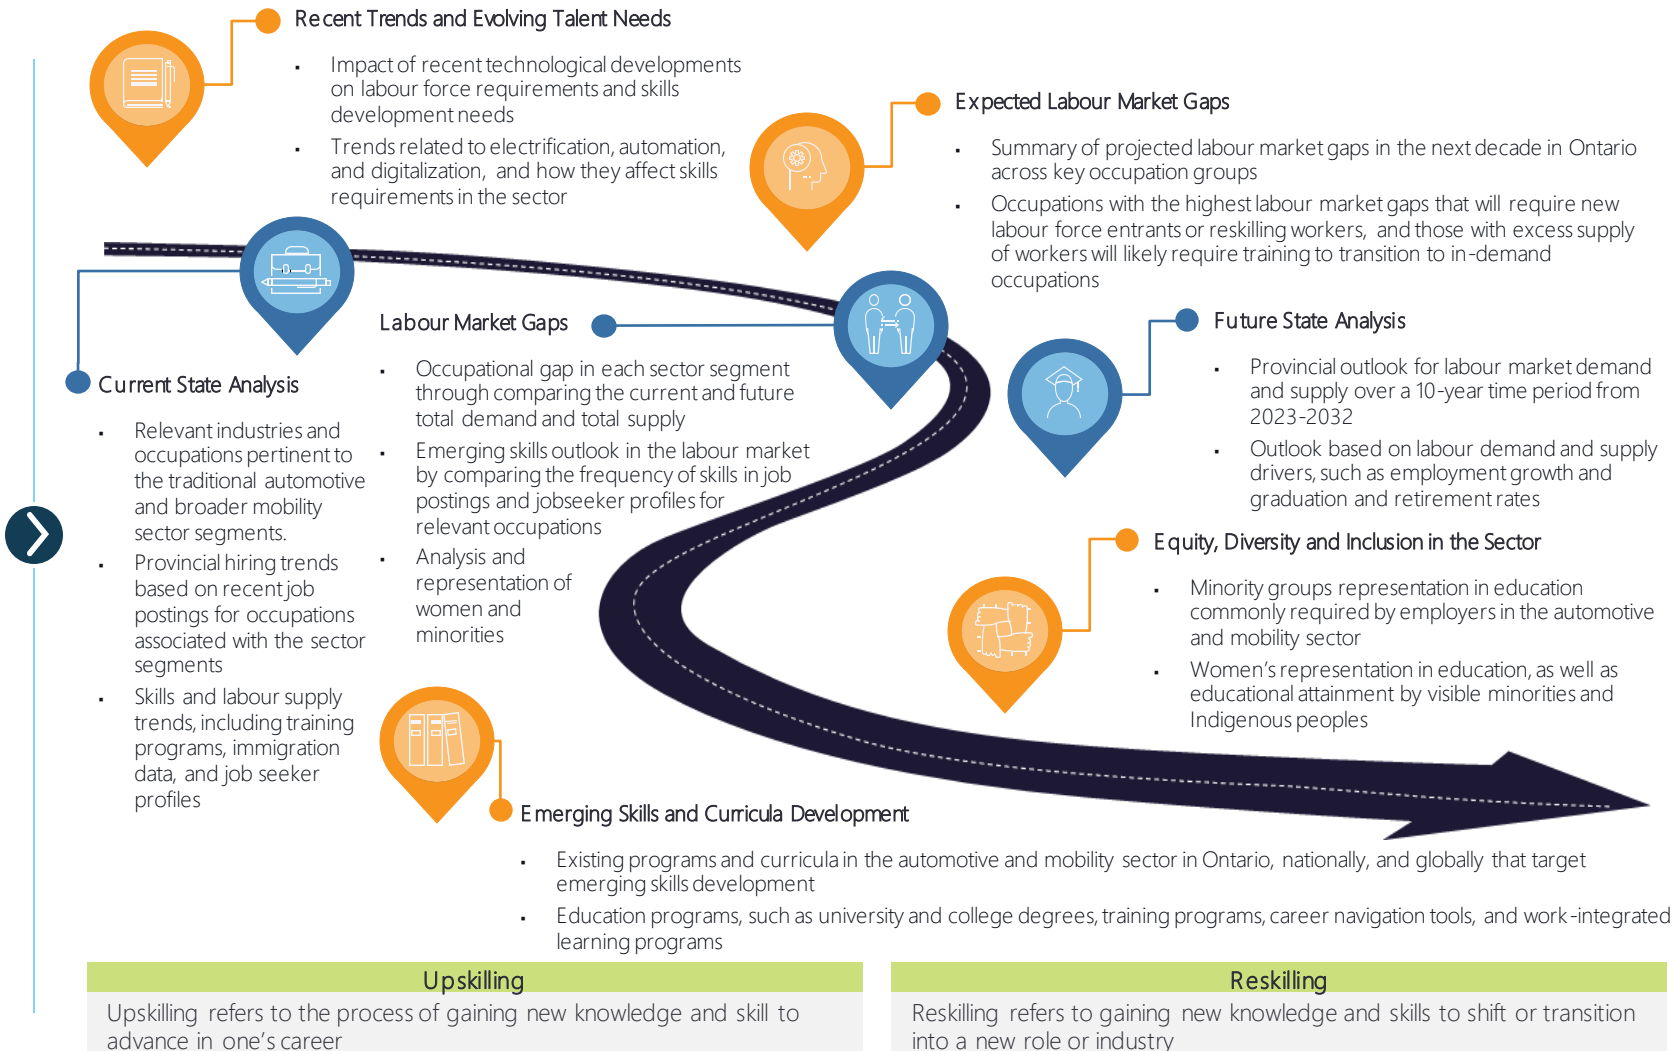 Recent Trends and Evolving Talent Needs
▪ Impact of recent technological developments
on labour force requirements and skills
development needs
▪ Trends related to electrification, automation,
and digitalization, and how they affect skills
requirements in the sector
Expected Labour Market Gaps
▪ Summary of projected labour market gaps in the next decade in Ontario
across key occupation groups
▪ Occupations with the highest labour market gaps that will require new
labour force entrants or reskilling workers, and those with excess supply
of workers will likely require training to transition to in-demand
occupations
Current State Analysis
▪ Relevant industries and
occupations pertinent to
the traditional automotive
and broader mobility
sector segments.
▪ Provincial hiring trends
based on recent job
postings for occupations
associated with the sector
segments
▪ Skills and labour supply
trends, including training
programs, immigration
data, and job seeker
profiles
Labour Market Gaps
▪ Occupational gap in each sector segment
through comparing the current and future
total demand and total supply
▪ Emerging skills outlook in the labour market
by comparing the frequency of skills in job
postings and jobseeker profiles for
relevant occupations
▪ Analysis and
representation of
women and
minorities
Future State Analysis
▪ Provincial outlook for labour market demand
and supply over a 10-year time period from
2023-2032
▪ Outlook based on labour demand and supply
drivers, such as employment growth and
graduation and retirement rates
Equity, Diversity and Inclusion in the Sector
▪ Minority groups representation in education
commonly required by employers in the automotive
and mobility sector
▪ Women's representation in education, as well as
educational attainment by visible minorities and
Indigenous peoples
Emerging Skills and Curricula Development
▪ Existing programs and curricula in the automotive and mobility sector in Ontario, nationally, and globally that target
emerging skills development
▪ Education programs, such as university and college degrees, training programs, career navigation tools, and work-integrated
learning programs
Upskilling
Upskilling refers to the process of gaining new knowledge and skill to
advance in one's career
Reskilling
Reskilling refers to gaining new knowledge and skills to shift or transition
into a new role or industry